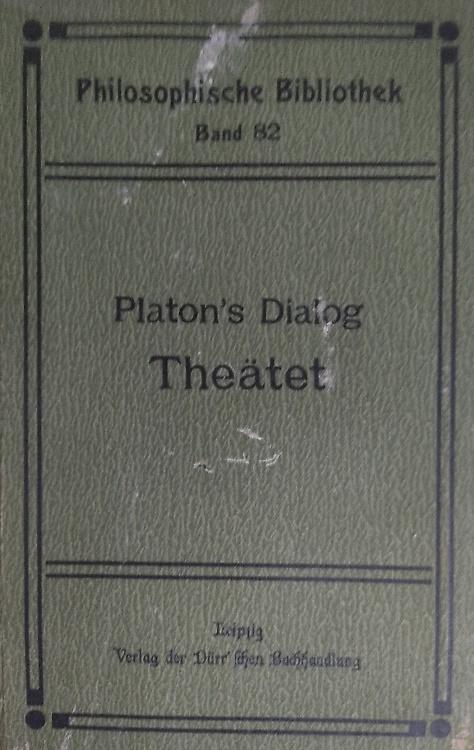 Philosophische Bibliothek
Band 82
Platon's Dialog
Theätet
Leipzig
Verlag der Dürr'schen Buchhandlung